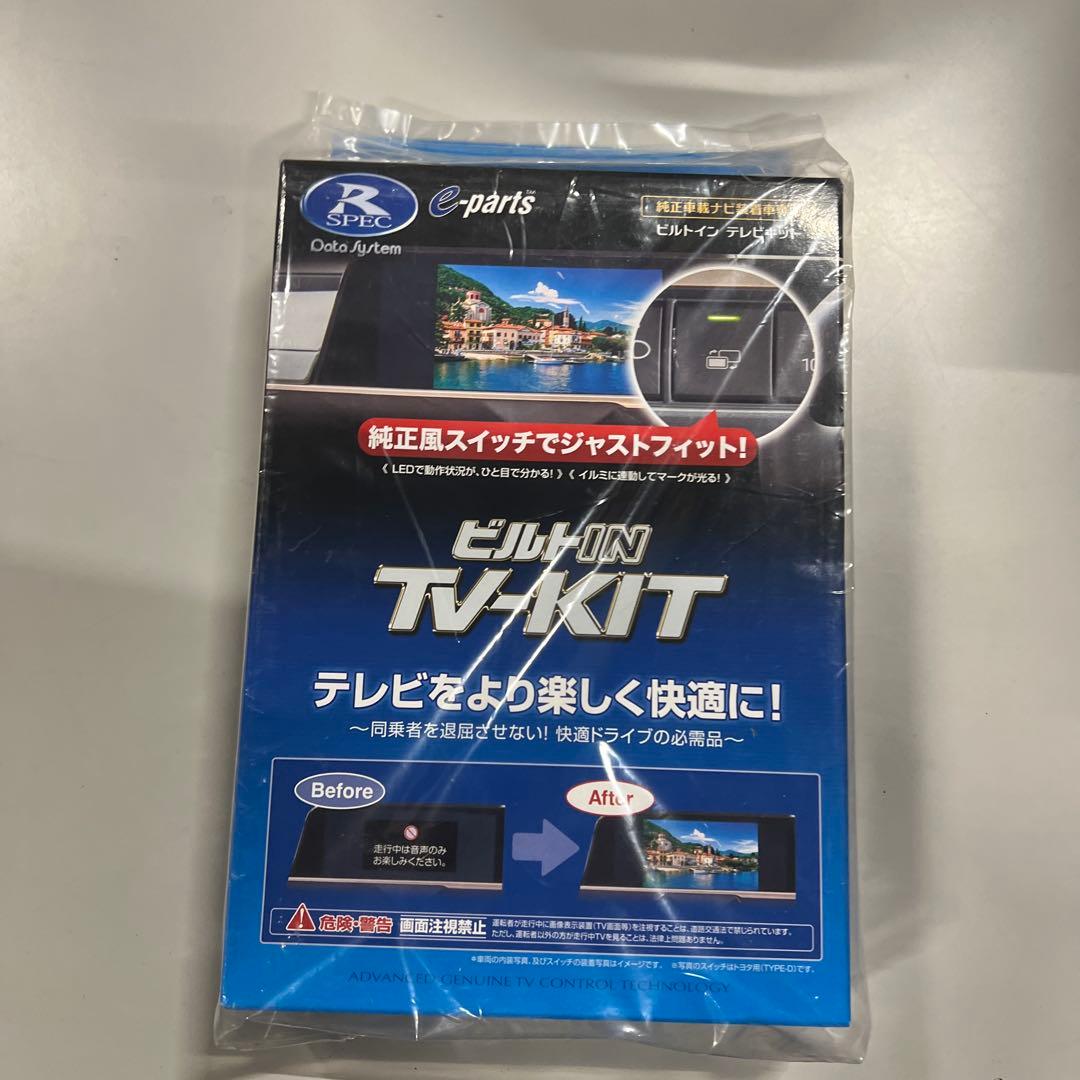 R
SPEC
Data System
e-parts™
純正車載ナビ装着車
ビルトイン テレビキット
10
純正風スイッチでジャストフィット!
《 LEDで動作状況が、ひと目で分かる! 》《 イルミに連動してマークが光る! 》
ビルトIN
TV-KIT
テレビをより楽しく快適に!
〜同乗者を退屈させない! 快適ドライブの必需品〜
Before
After
走行中は音声のみ
お楽しみください。
危険・警告 画面注視禁止
運転者が走行中に画像表示装置(TV画面等)を注視することは、道路交通法で禁じられています。
ただし、運転者以外の方が走行中TVを見ることは、法律上問題ありません。
*車両の内装写真、及びスイッチの装着写真はイメージです。 ※写真のスイッチはトヨタ用(TYPE-D)です。
ADVANCED GENUINE TV CONTROL TECHNOLOGY